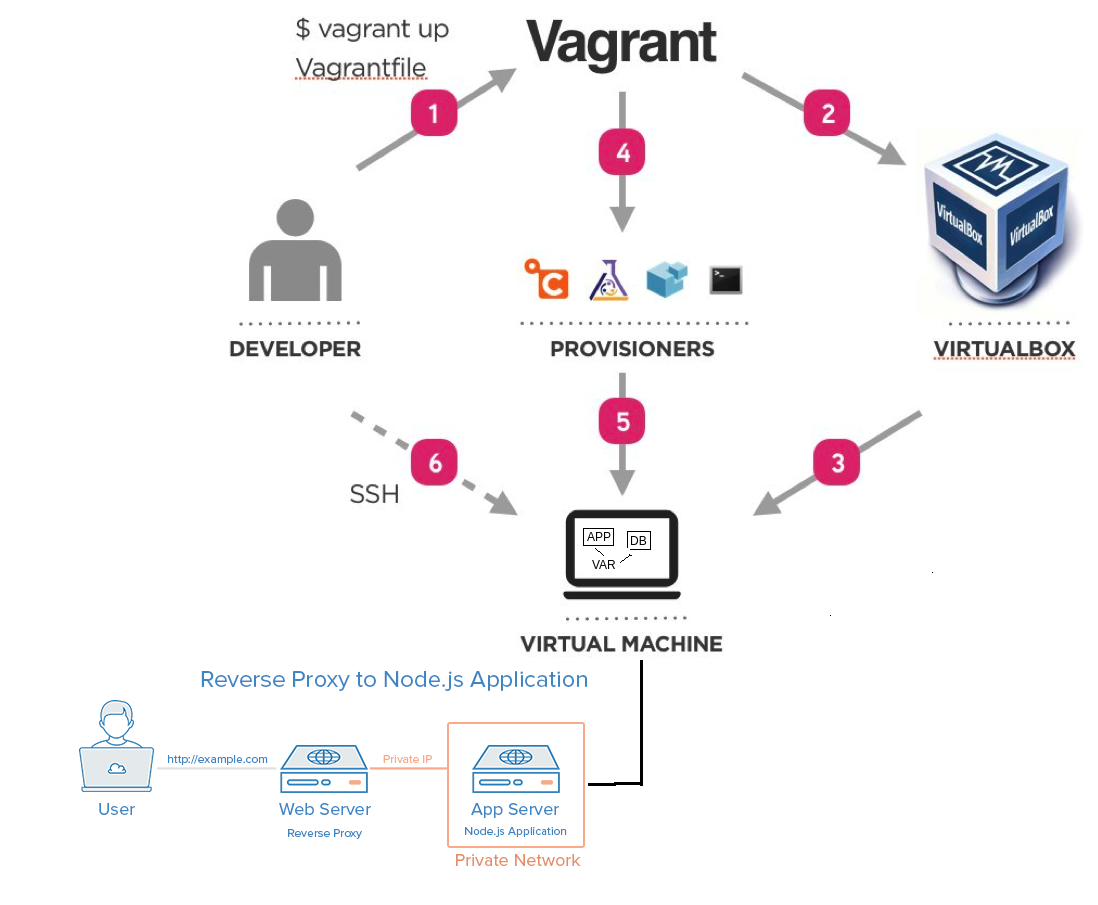 $ vagrant up
Vagrantfile
Vagrant
1
2
4
VirtualBox
VirtualBox
>_
C
DEVELOPER
PROVISIONERS
VIRTUALBOX
5
6
3
SSH
APP
DB
VAR
VIRTUAL MACHINE
Reverse Proxy to Node.js Application
http://example.com
Private IP
User
Web Server
App Server
Reverse Proxy
Node.js Application
Private Network